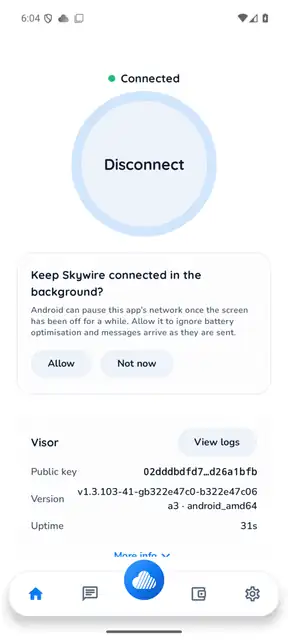 6:04
Connected
Disconnect
Keep Skywire connected in the
background?
Android can pause this app's network once the screen
has been off for a while. Allow it to ignore battery
optimisation and messages arrive as they are sent.
Allow Not now
Visor View logs
Public key 02dddbdfd7…d26a1bfb
Version v1.3.103-41-gb322e47c0-b322e47c06
a3 · android_amd64
Uptime 31s
More info